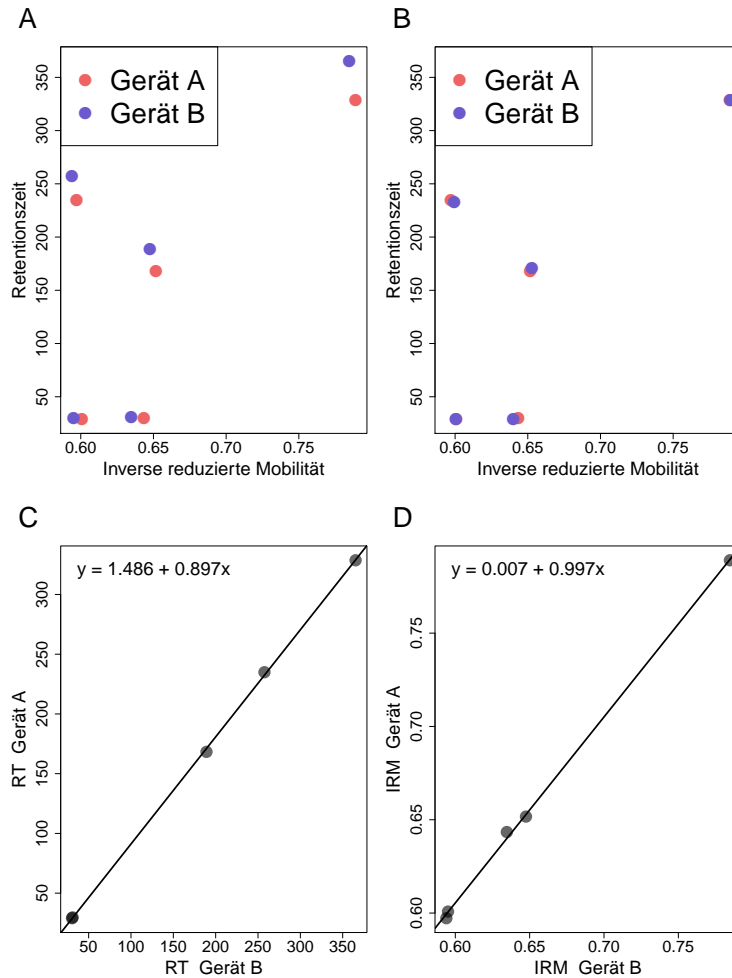 A
Gerät A
Gerät B
Retentionszeit
50 100 150 200 250 300 350
0.60 0.65 0.70 0.75
Inverse reduzierte Mobilität
B
Gerät A
Gerät B
Retentionszeit
50 100 150 200 250 300 350
0.60 0.65 0.70 0.75
Inverse reduzierte Mobilität
C
y = 1.486 + 0.897x
RT Gerät A
50 100 150 200 250 300
50 100 150 200 250 300 350
RT Gerät B
D
y = 0.007 + 0.997x
IRM Gerät A
0.60 0.65 0.70 0.75
0.60 0.65 0.70 0.75
IRM Gerät B